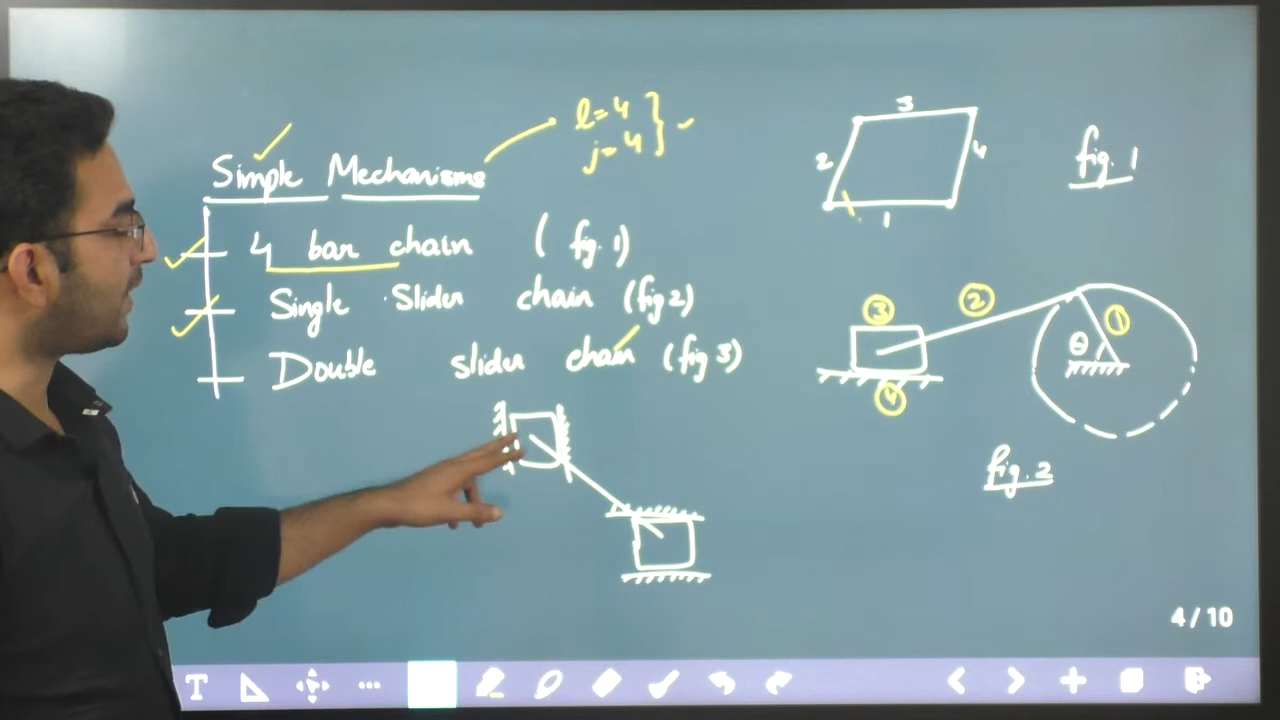 Simple Mechanisms
l=4
j=4
4 bar chain (fig. 1)
Single Slider chain (fig 2)
Double slider chain (fig 3)
3
2
4
1
fig. 1
3
2
1
θ
4
fig. 2
4 / 10
T